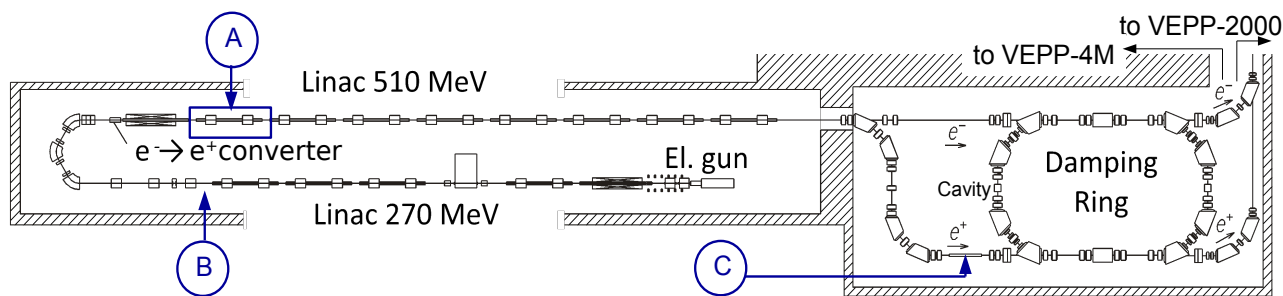 A
to VEPP-2000
to VEPP-4M
Linac 510 MeV
e-
e-→ e+converter
e-
El. gun
Damping
Ring
Cavity
Linac 270 MeV
e+
e+
B
C